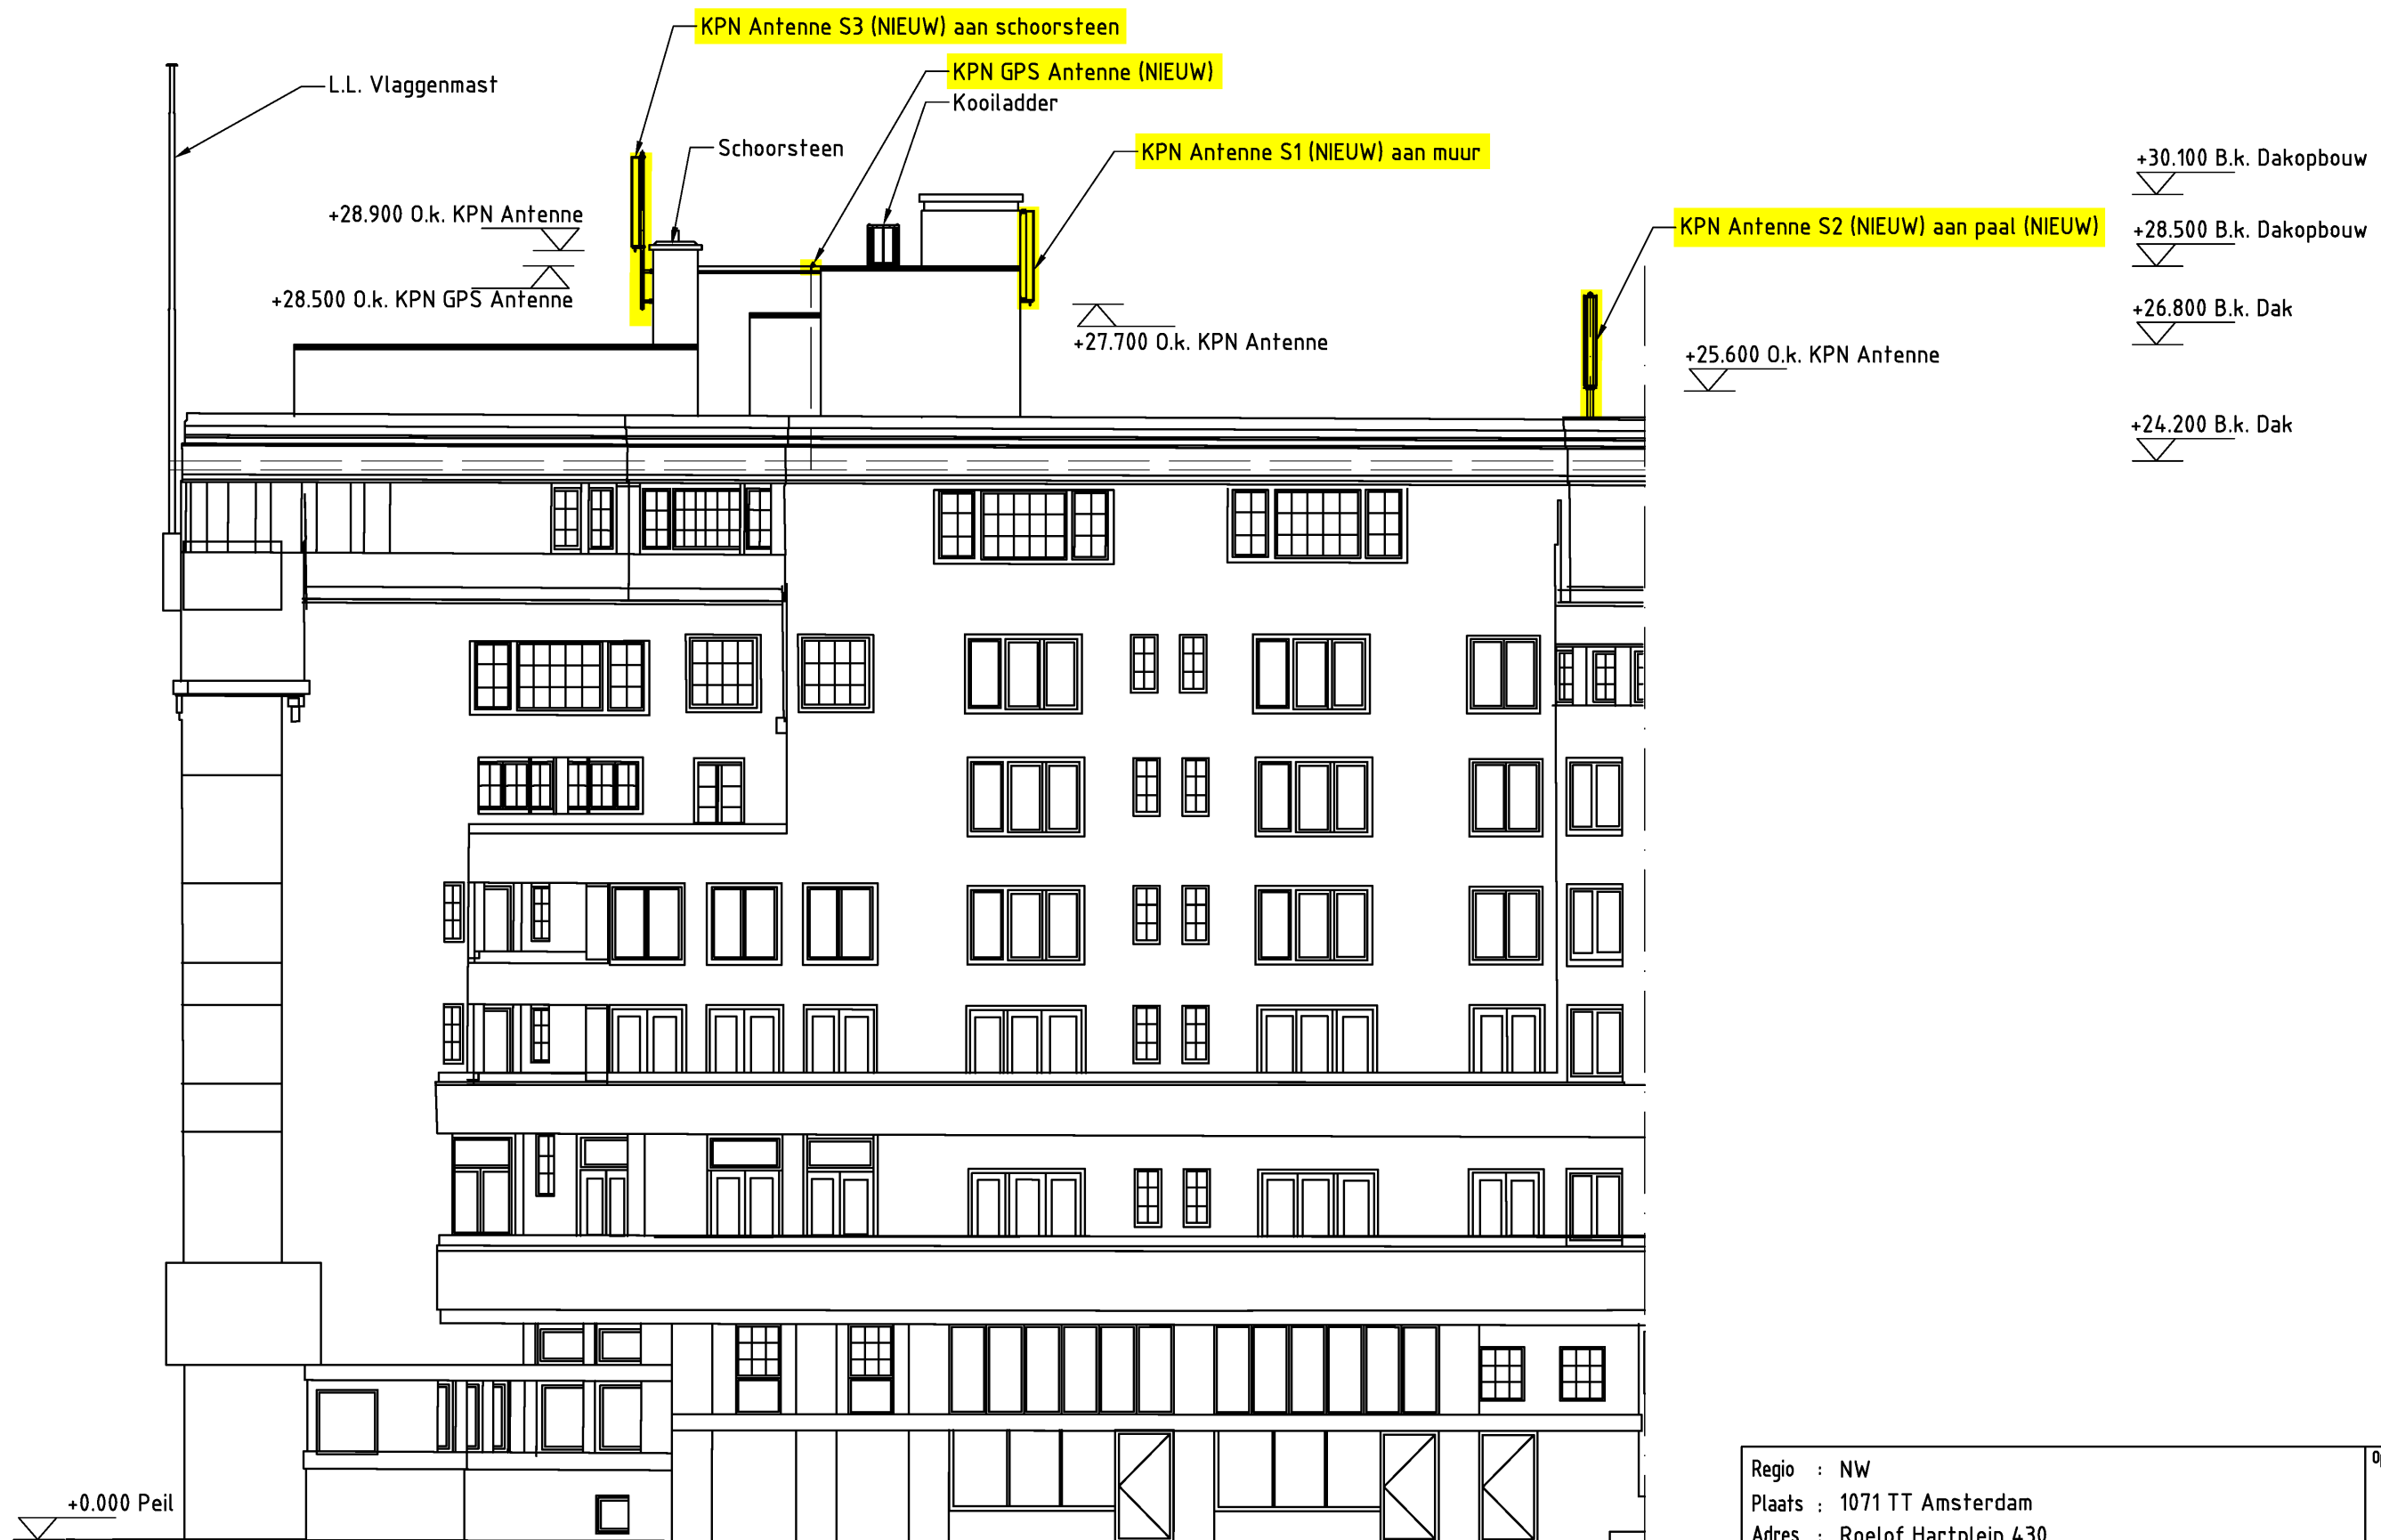 KPN Antenne S3 (NIEUW) aan schoorsteen
KPN GPS Antenne (NIEUW)
L.L. Vlaggenmast
Kooiladder
Schoorsteen
KPN Antenne S1 (NIEUW) aan muur
+30.100 B.k. Dakopbouw
+28.900 O.k. KPN Antenne
KPN Antenne S2 (NIEUW) aan paal (NIEUW)
+28.500 B.k. Dakopbouw
+28.500 O.k. KPN GPS Antenne
+26.800 B.k. Dak
+27.700 O.k. KPN Antenne
+25.600 O.k. KPN Antenne
+24.200 B.k. Dak
Regio : NW
+0.000 Peil
Plaats : 1071 TT Amsterdam
Adres : Roelof Hartplein 430